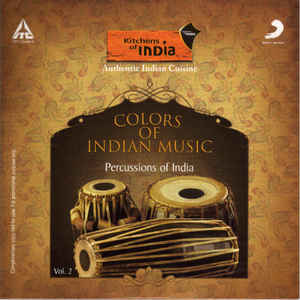 Kitchens
of
INDIA
Authentic Indian Cuisine
COLORS
OF
INDIAN MUSIC
Percussions of India
Vol. 2